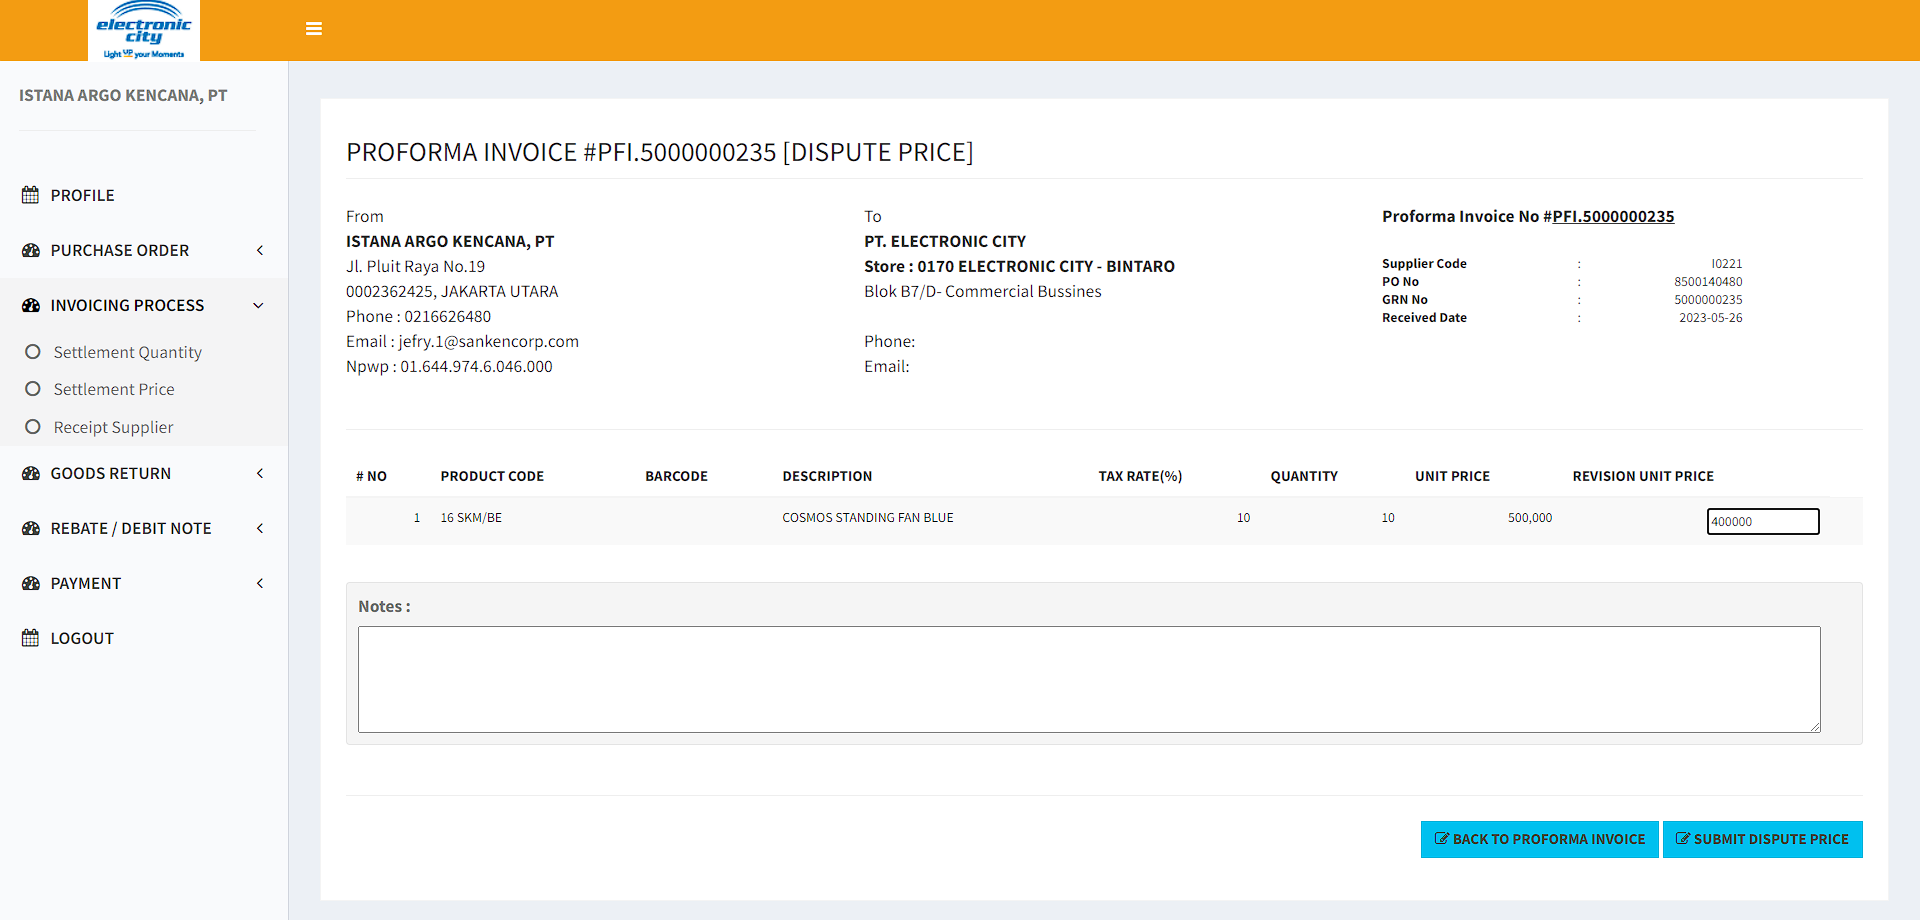 electronic
city
Light UP your Moments
ISTANA ARGO KENCANA, PT
PROFILE
PURCHASE ORDER
INVOICING PROCESS
Settlement Quantity
Settlement Price
Receipt Supplier
GOODS RETURN
REBATE / DEBIT NOTE
PAYMENT
LOGOUT
PROFORMA INVOICE #PFI.5000000235 [DISPUTE PRICE]
From
ISTANA ARGO KENCANA, PT
Jl. Pluit Raya No.19
0002362425, JAKARTA UTARA
Phone : 0216626480
Email : jefry.1@sankencorp.com
Npwp : 01.644.974.6.046.000
To
PT. ELECTRONIC CITY
Store : 0170 ELECTRONIC CITY - BINTARO
Blok B7/D- Commercial Bussines
Phone:
Email:
Proforma Invoice No #PFI.5000000235
Supplier Code : I0221
PO No : 8500140480
GRN No : 5000000235
Received Date : 2023-05-26
# NO PRODUCT CODE BARCODE DESCRIPTION TAX RATE(%) QUANTITY UNIT PRICE REVISION UNIT PRICE
1 16 SKM/BE COSMOS STANDING FAN BLUE 10 10 500,000 400000
Notes :
BACK TO PROFORMA INVOICE SUBMIT DISPUTE PRICE